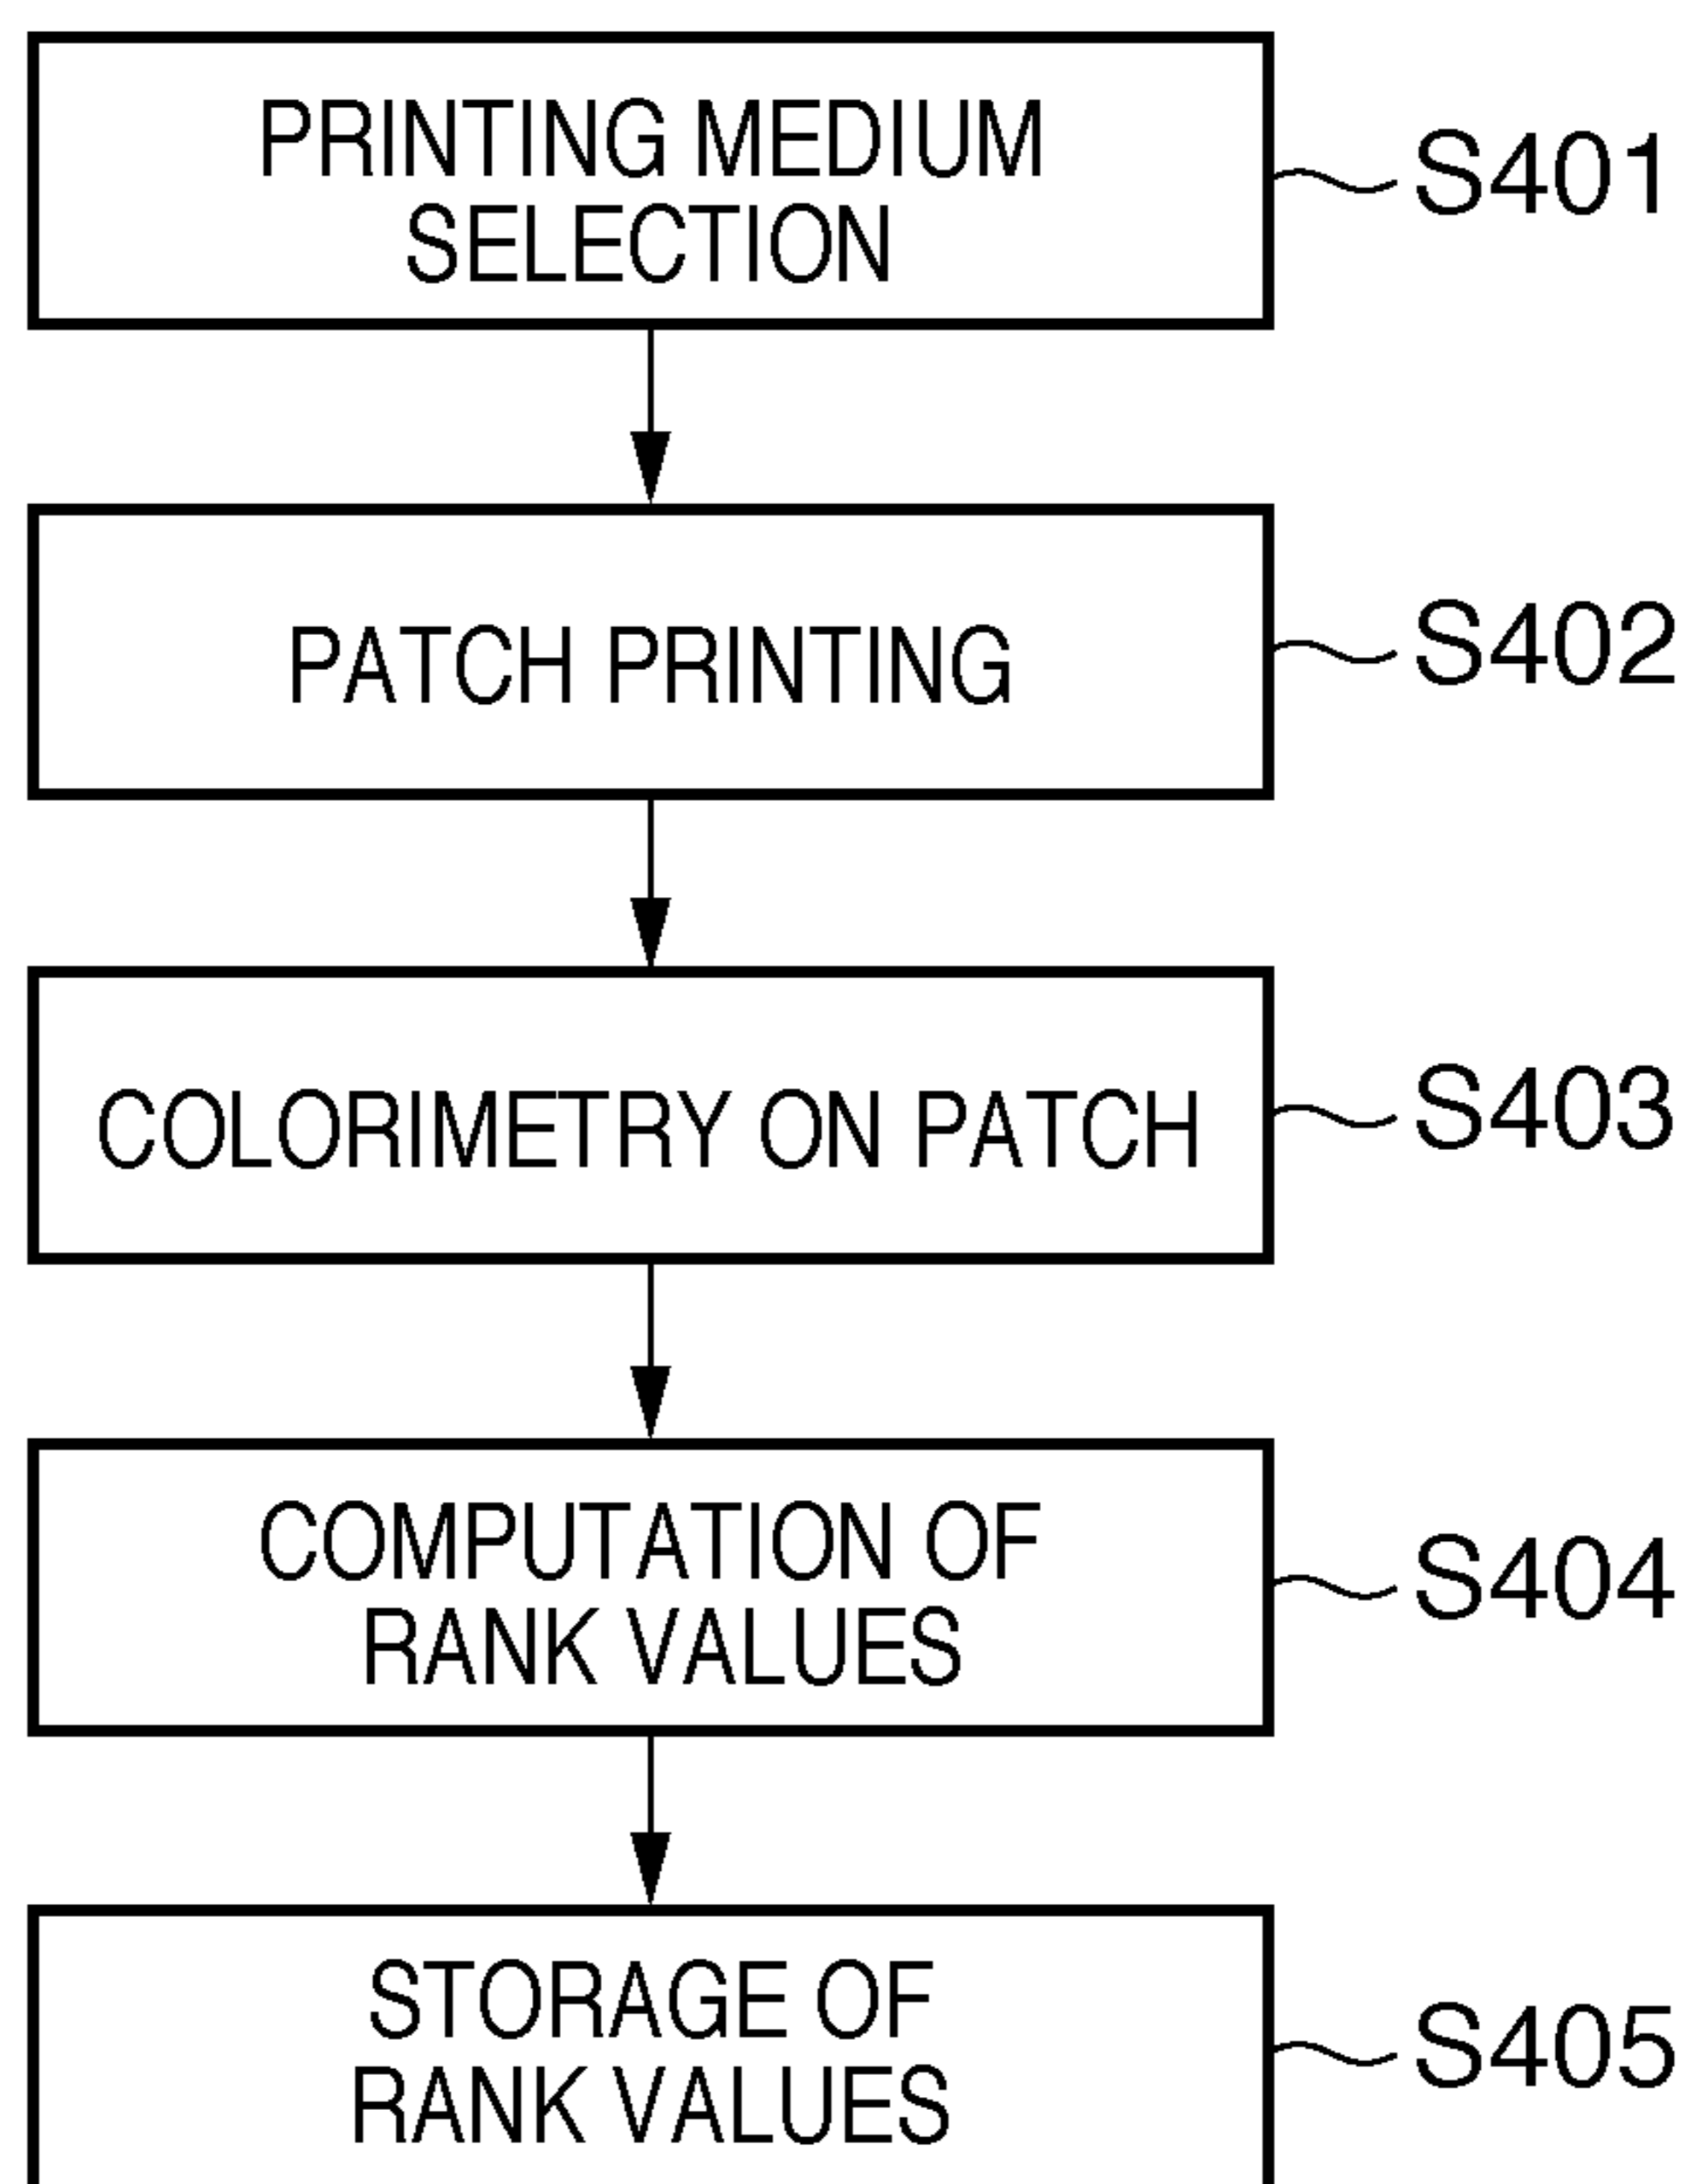 PRINTING MEDIUM
SELECTION
S401
PATCH PRINTING
S402
COLORIMETRY ON PATCH
S403
COMPUTATION OF
RANK VALUES
S404
STORAGE OF
RANK VALUES
S405